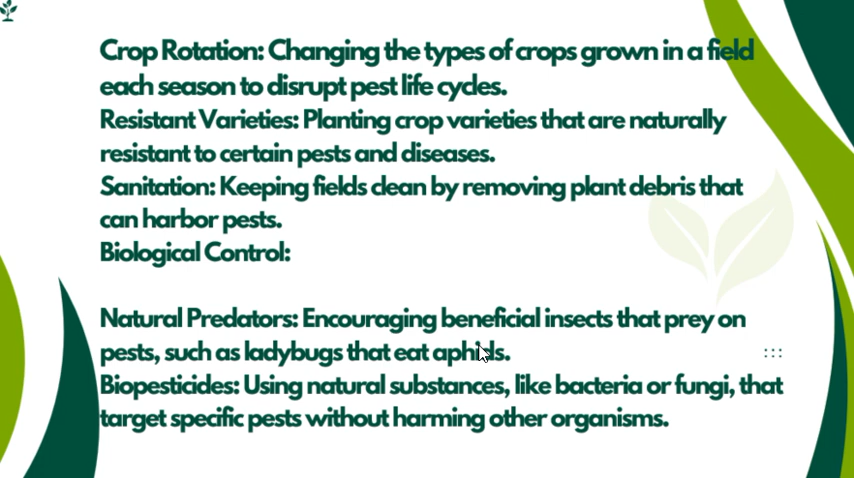 Crop Rotation: Changing the types of crops grown in a field
each season to disrupt pest life cycles.
Resistant Varieties: Planting crop varieties that are naturally
resistant to certain pests and diseases.
Sanitation: Keeping fields clean by removing plant debris that
can harbor pests.
Biological Control:
Natural Predators: Encouraging beneficial insects that prey on
pests, such as ladybugs that eat aphids.
Biopesticides: Using natural substances, like bacteria or fungi, that
target specific pests without harming other organisms.